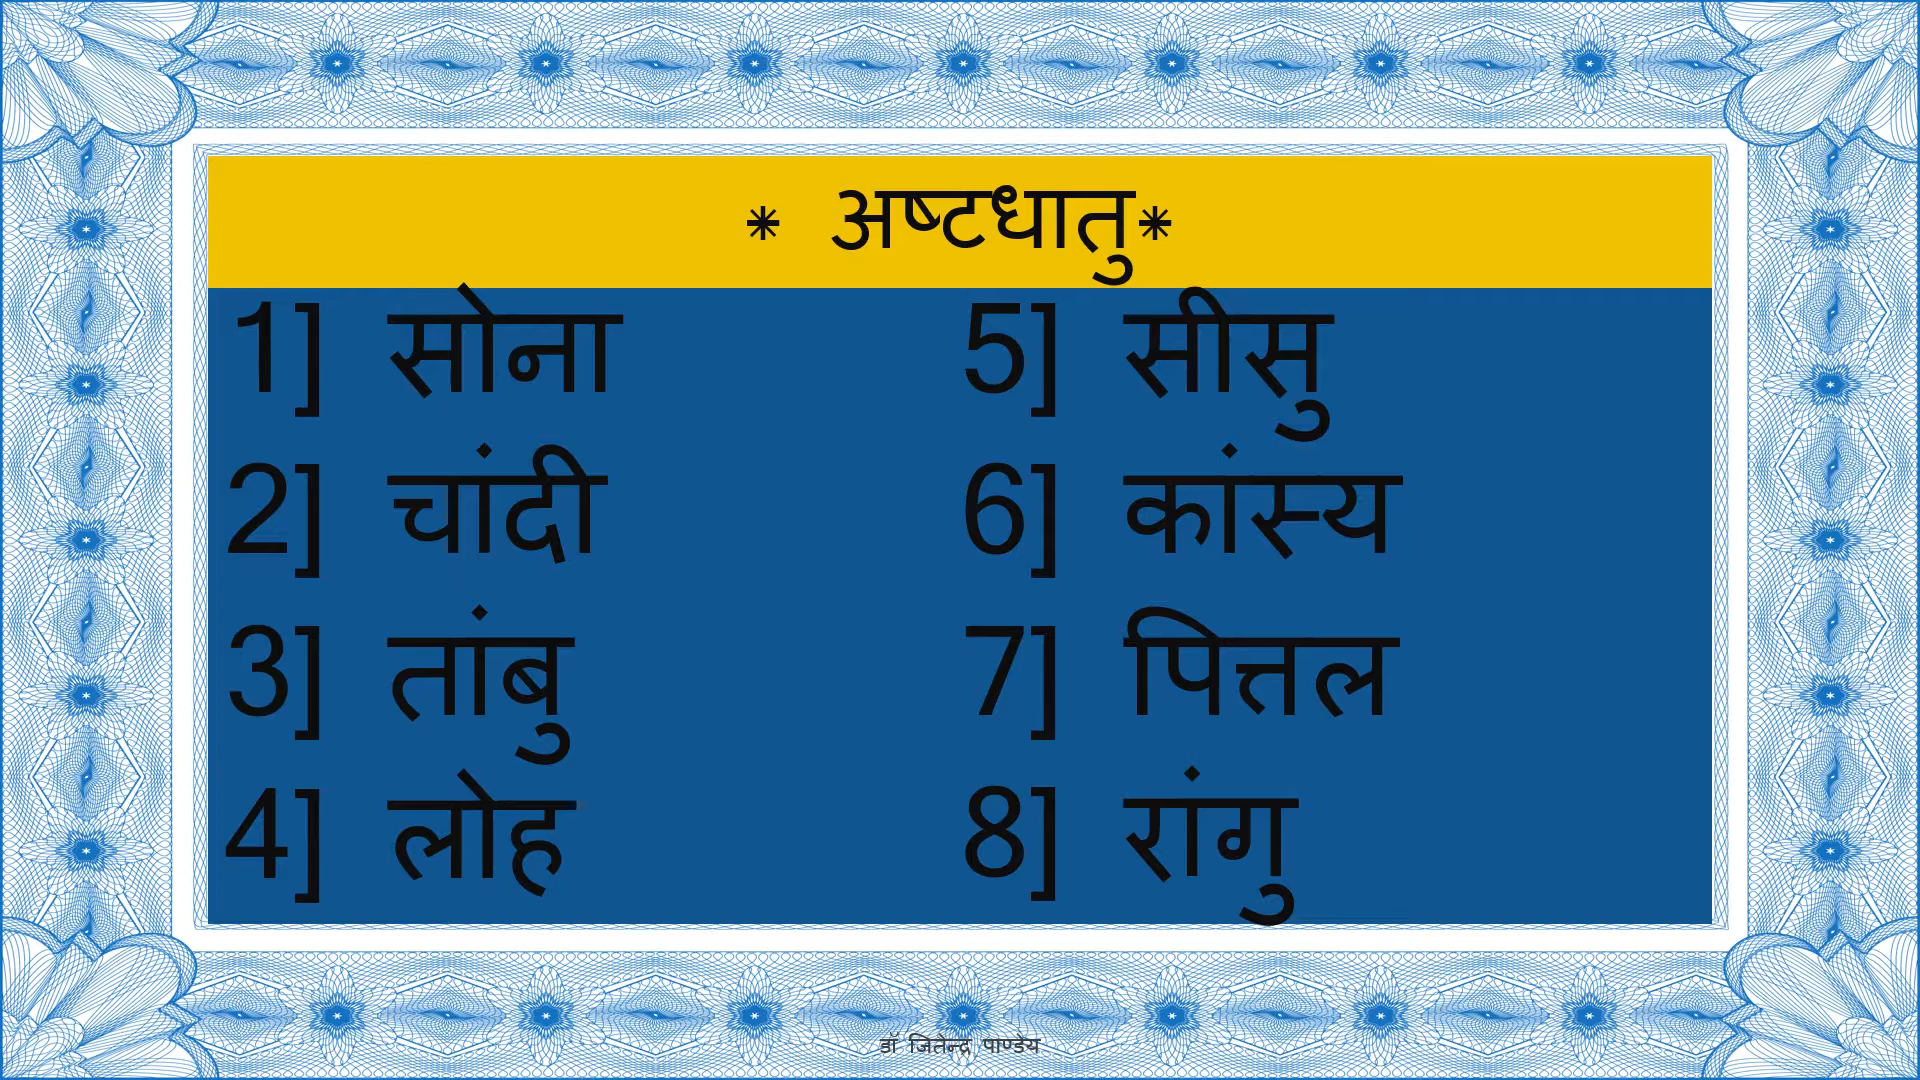 * अष्टधातु*
1] सोना
2] चांदी
3] तांबु
4] लोह
5] सीसु
6] कांस्य
7] पित्तल
8] रांगु
डॉ जितेन्द्र पाण्डेय